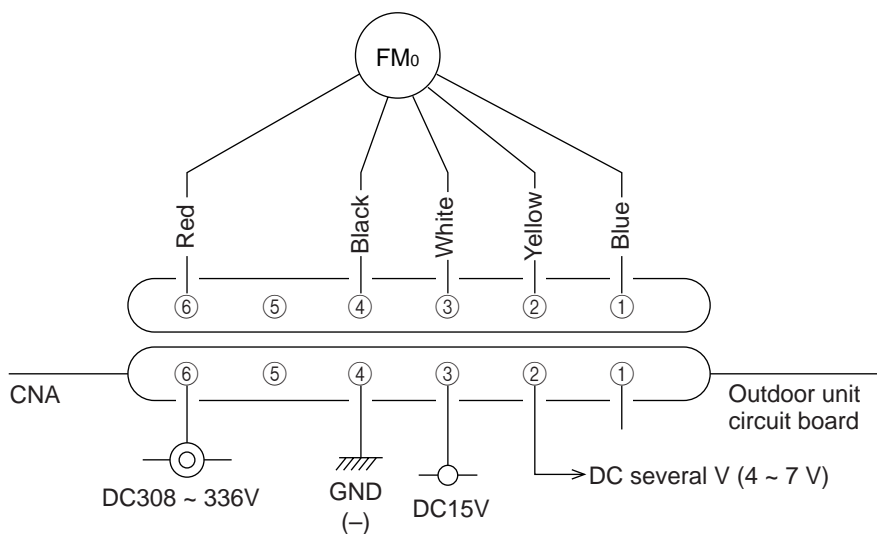 FM₀
Red
Black
White
Yellow
Blue
⑥ ⑤ ④ ③ ② ①
⑥ ⑤ ④ ③ ② ①
CNA
Outdoor unit
circuit board
DC308 ~ 336V
GND
(–)
DC15V
DC several V (4 ~ 7 V)